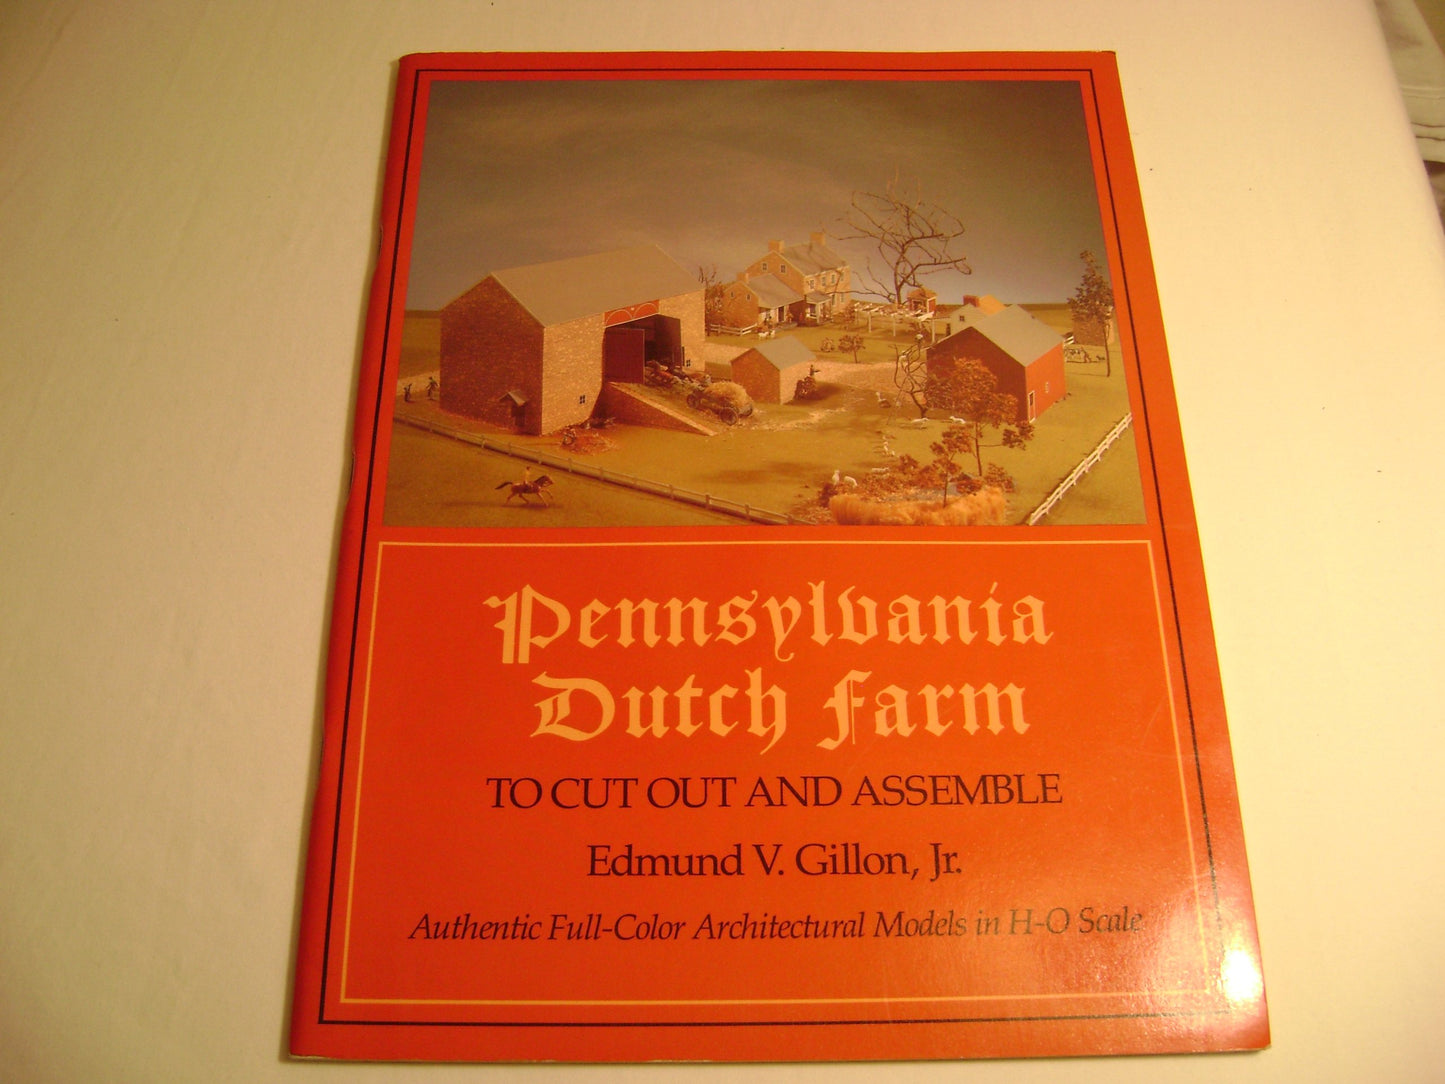 Pennsylvania
Dutch Farm
TO CUT OUT AND ASSEMBLE
Edmund V. Gillon, Jr.
Authentic Full-Color Architectural Models in H-O Scale